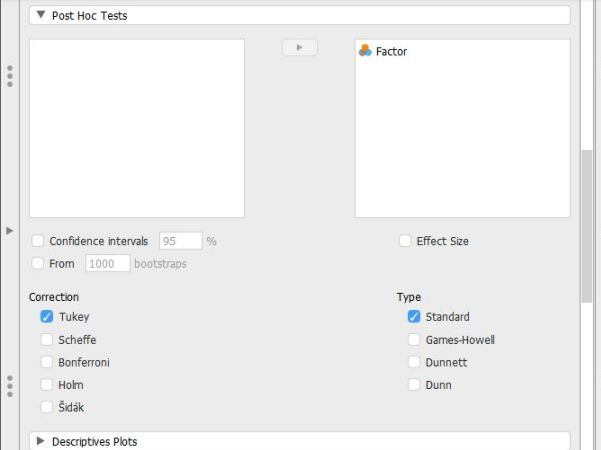 Post Hoc Tests
Factor
Confidence intervals 95 %
Effect Size
From 1000 bootstraps
Correction
Type
Tukey
Standard
Scheffe
Games-Howell
Bonferroni
Dunnett
Holm
Dunn
Šidák
Descriptives Plots